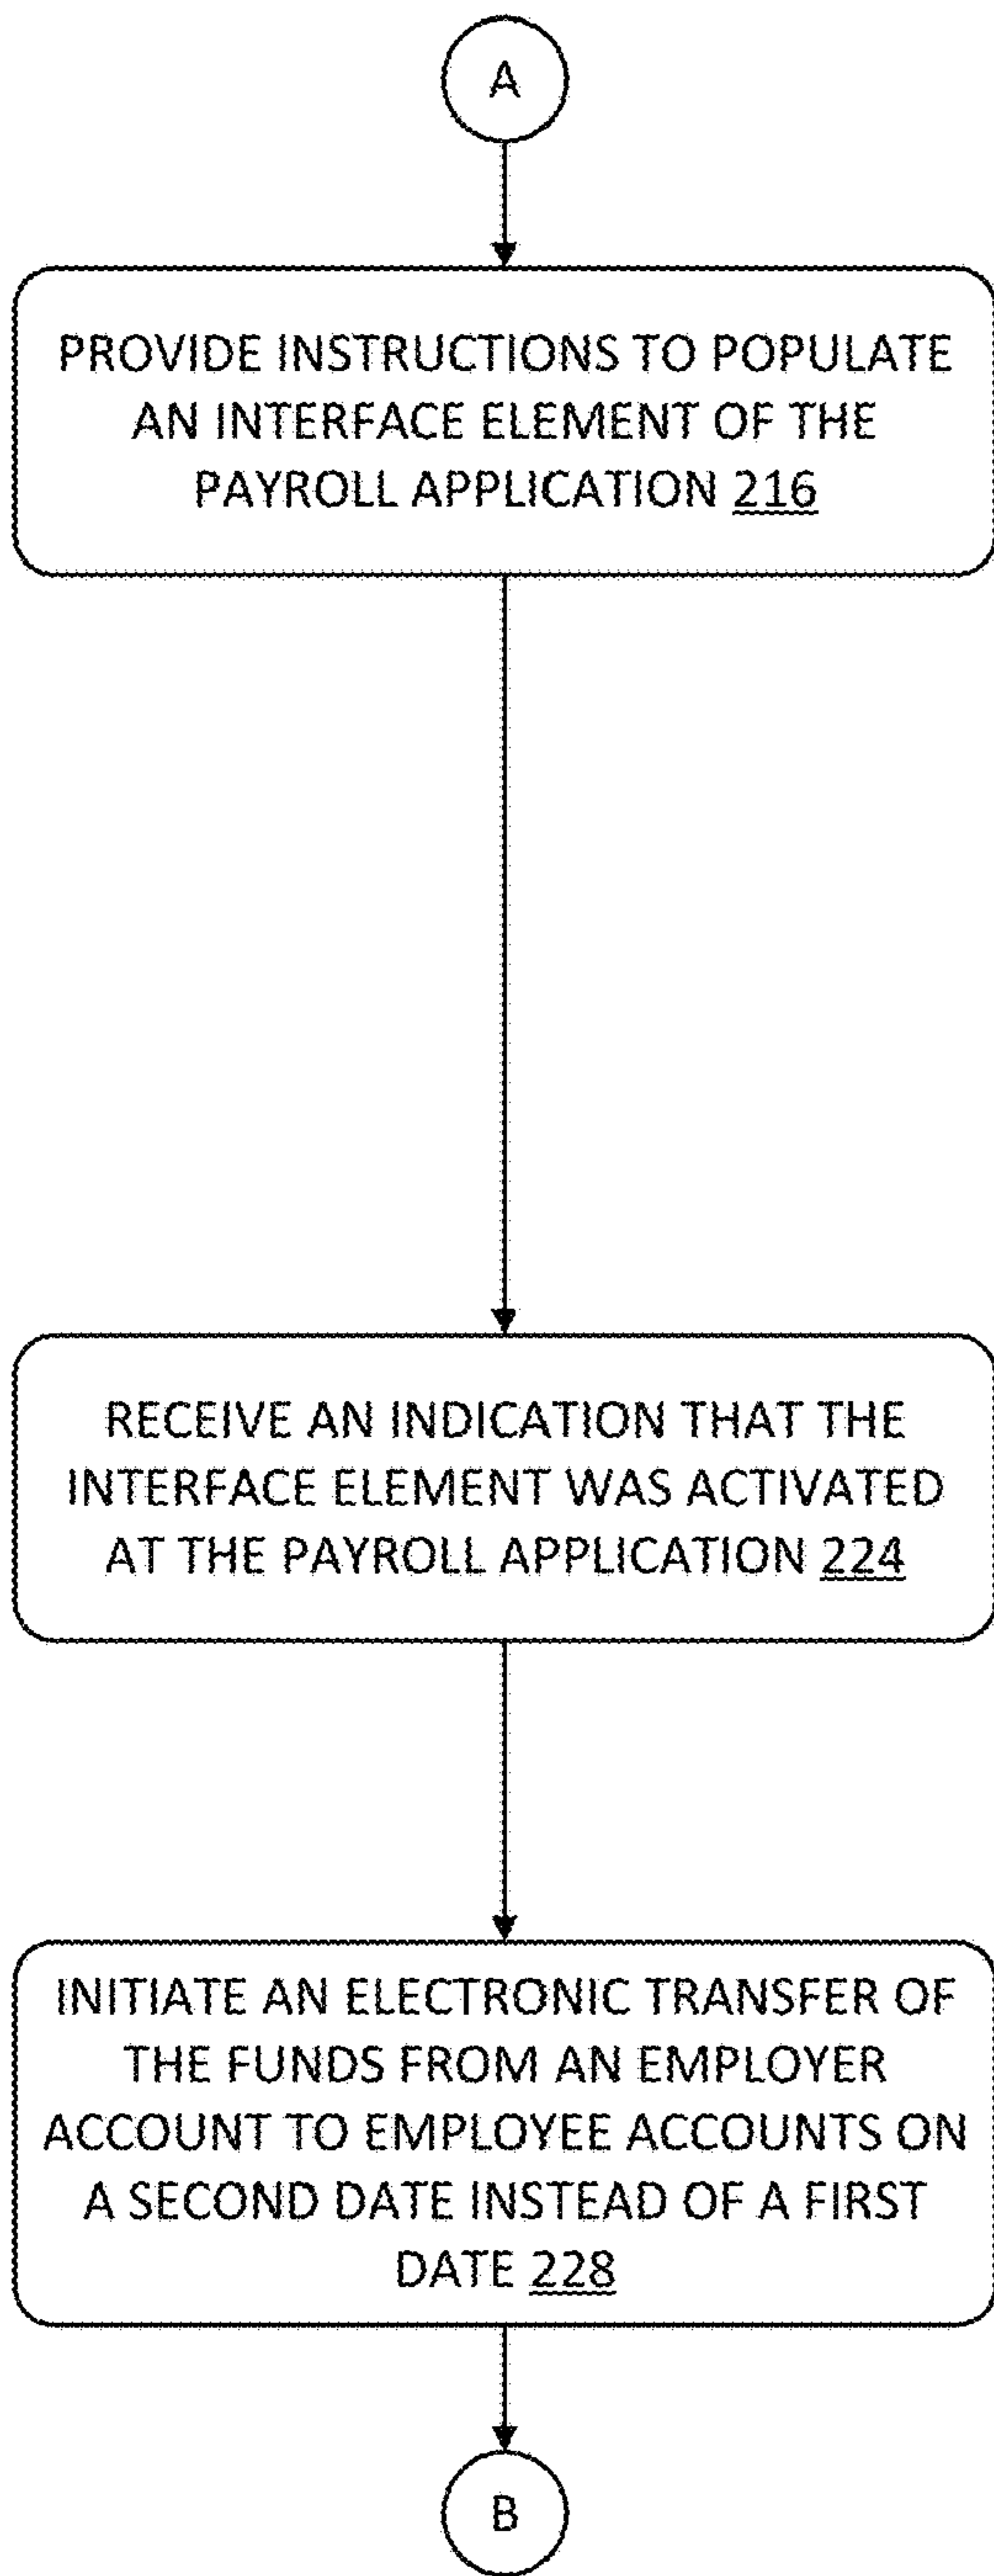 A
PROVIDE INSTRUCTIONS TO POPULATE
AN INTERFACE ELEMENT OF THE
PAYROLL APPLICATION 216
RECEIVE AN INDICATION THAT THE
INTERFACE ELEMENT WAS ACTIVATED
AT THE PAYROLL APPLICATION 224
INITIATE AN ELECTRONIC TRANSFER OF
THE FUNDS FROM AN EMPLOYER
ACCOUNT TO EMPLOYEE ACCOUNTS ON
A SECOND DATE INSTEAD OF A FIRST
DATE 228
B